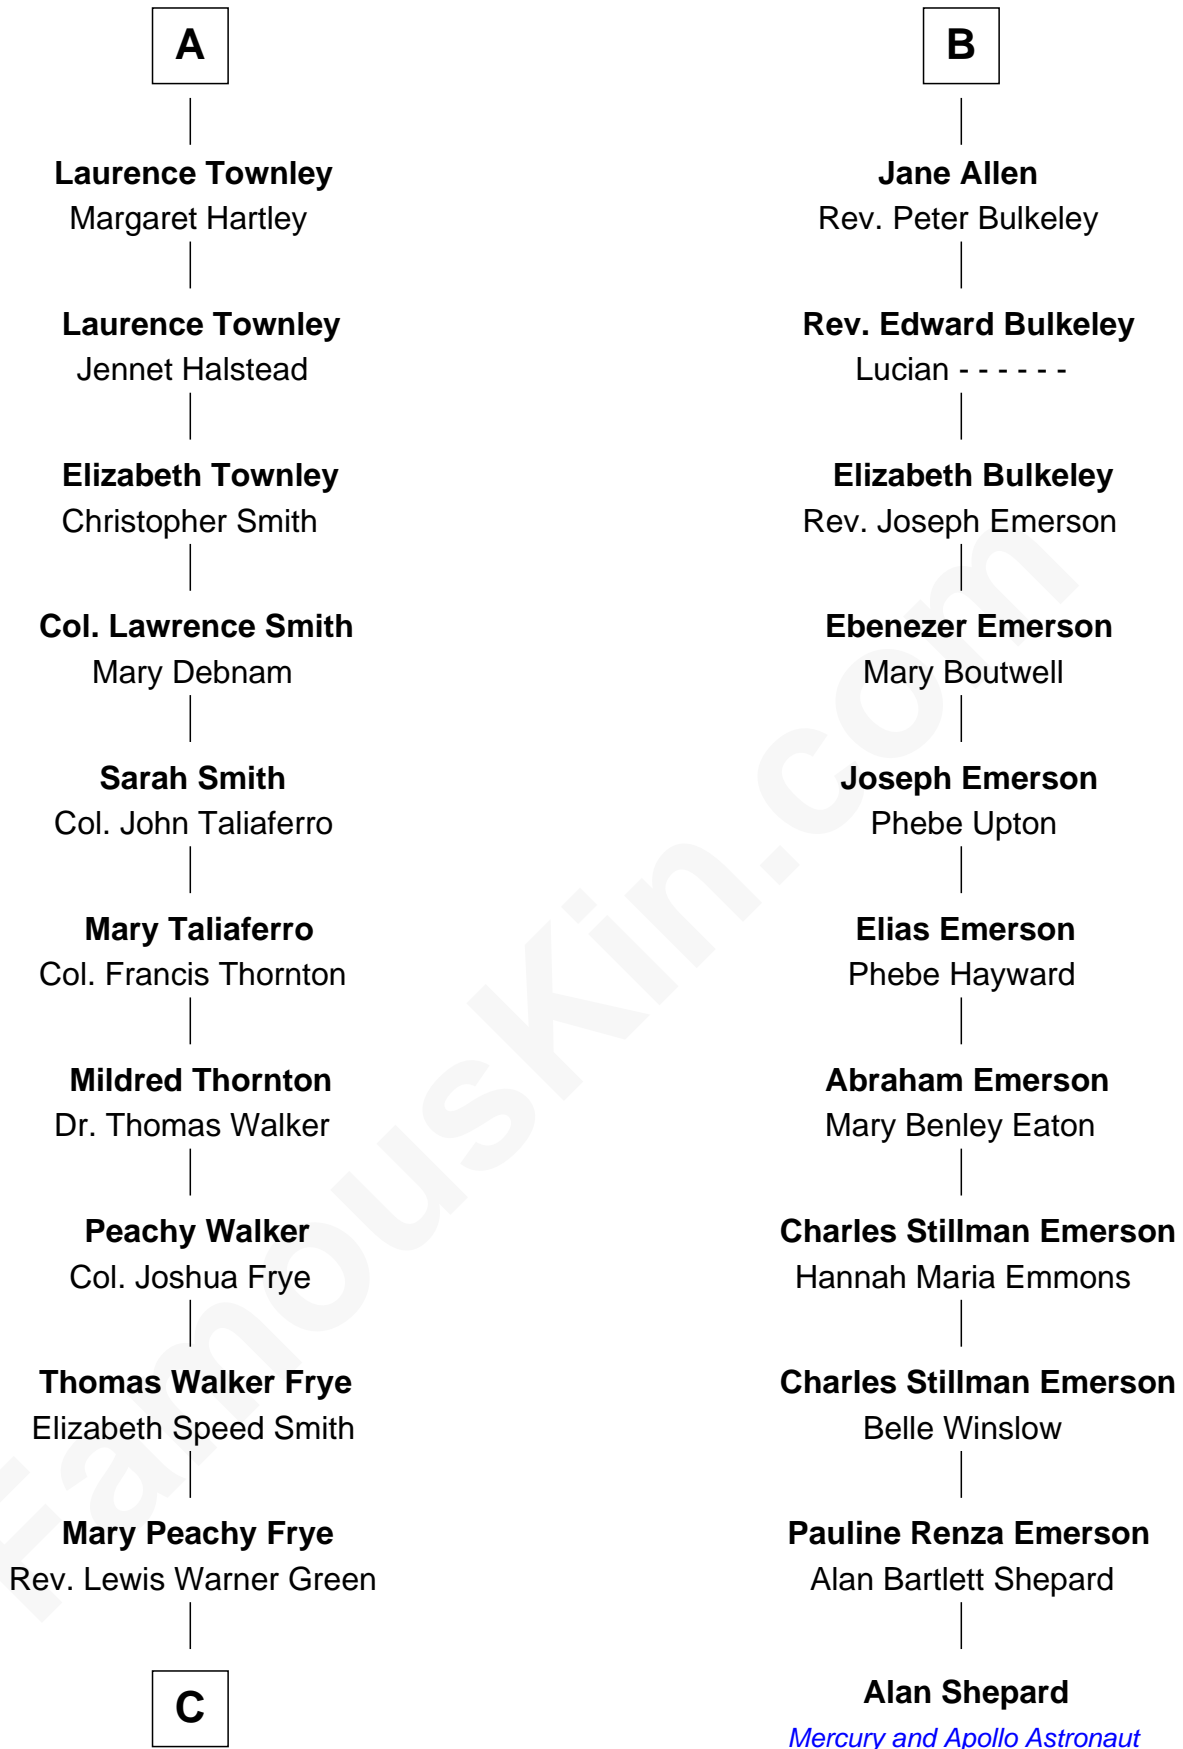 A
Laurence Townley
Margaret Hartley
Laurence Townley
Jennet Halstead
Elizabeth Townley
Christopher Smith
Col. Lawrence Smith
Mary Debnam
Sarah Smith
Col. John Taliaferro
Mary Taliaferro
Col. Francis Thornton
Mildred Thornton
Dr. Thomas Walker
Peachy Walker
Col. Joshua Frye
Thomas Walker Frye
Elizabeth Speed Smith
Mary Peachy Frye
Rev. Lewis Warner Green
C
B
Jane Allen
Rev. Peter Bulkeley
Rev. Edward Bulkeley
Lucian - - - - - -
Elizabeth Bulkeley
Rev. Joseph Emerson
Ebenezer Emerson
Mary Boutwell
Joseph Emerson
Phebe Upton
Elias Emerson
Phebe Hayward
Abraham Emerson
Mary Benley Eaton
Charles Stillman Emerson
Hannah Maria Emmons
Charles Stillman Emerson
Belle Winslow
Pauline Renza Emerson
Alan Bartlett Shepard
Alan Shepard
Mercury and Apollo Astronaut
FamousKin.com